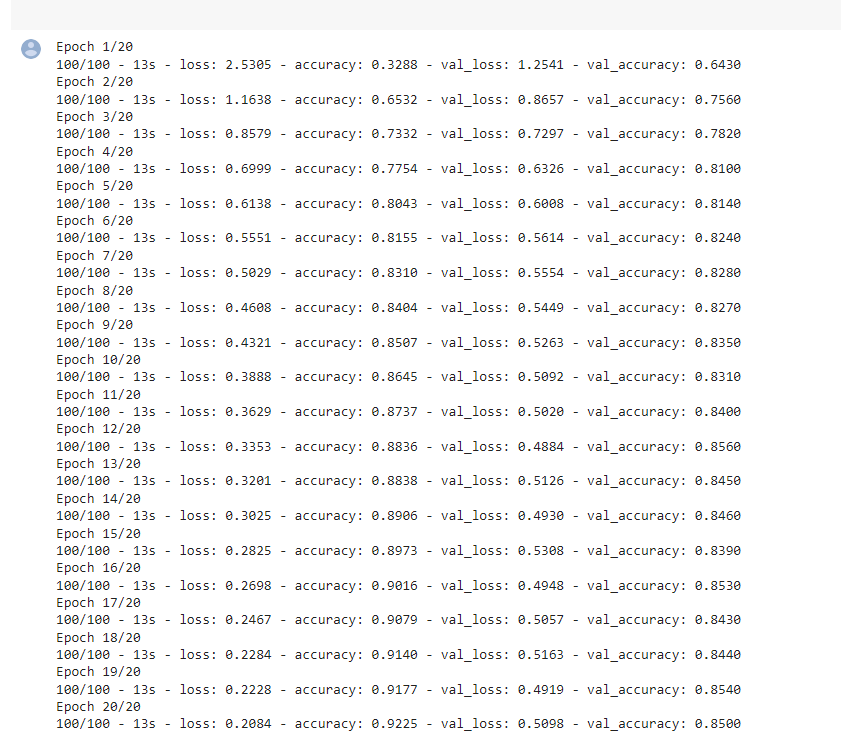 Epoch 1/20
100/100 - 13s - loss: 2.5305 - accuracy: 0.3288 - val_loss: 1.2541 - val_accuracy: 0.6430
Epoch 2/20
100/100 - 13s - loss: 1.1638 - accuracy: 0.6532 - val_loss: 0.8657 - val_accuracy: 0.7560
Epoch 3/20
100/100 - 13s - loss: 0.8579 - accuracy: 0.7332 - val_loss: 0.7297 - val_accuracy: 0.7820
Epoch 4/20
100/100 - 13s - loss: 0.6999 - accuracy: 0.7754 - val_loss: 0.6326 - val_accuracy: 0.8100
Epoch 5/20
100/100 - 13s - loss: 0.6138 - accuracy: 0.8043 - val_loss: 0.6008 - val_accuracy: 0.8140
Epoch 6/20
100/100 - 13s - loss: 0.5551 - accuracy: 0.8155 - val_loss: 0.5614 - val_accuracy: 0.8240
Epoch 7/20
100/100 - 13s - loss: 0.5029 - accuracy: 0.8310 - val_loss: 0.5554 - val_accuracy: 0.8280
Epoch 8/20
100/100 - 13s - loss: 0.4608 - accuracy: 0.8404 - val_loss: 0.5449 - val_accuracy: 0.8270
Epoch 9/20
100/100 - 13s - loss: 0.4321 - accuracy: 0.8507 - val_loss: 0.5263 - val_accuracy: 0.8350
Epoch 10/20
100/100 - 13s - loss: 0.3888 - accuracy: 0.8645 - val_loss: 0.5092 - val_accuracy: 0.8310
Epoch 11/20
100/100 - 13s - loss: 0.3629 - accuracy: 0.8737 - val_loss: 0.5020 - val_accuracy: 0.8400
Epoch 12/20
100/100 - 13s - loss: 0.3353 - accuracy: 0.8836 - val_loss: 0.4884 - val_accuracy: 0.8560
Epoch 13/20
100/100 - 13s - loss: 0.3201 - accuracy: 0.8838 - val_loss: 0.5126 - val_accuracy: 0.8450
Epoch 14/20
100/100 - 13s - loss: 0.3025 - accuracy: 0.8906 - val_loss: 0.4930 - val_accuracy: 0.8460
Epoch 15/20
100/100 - 13s - loss: 0.2825 - accuracy: 0.8973 - val_loss: 0.5308 - val_accuracy: 0.8390
Epoch 16/20
100/100 - 13s - loss: 0.2698 - accuracy: 0.9016 - val_loss: 0.4948 - val_accuracy: 0.8530
Epoch 17/20
100/100 - 13s - loss: 0.2467 - accuracy: 0.9079 - val_loss: 0.5057 - val_accuracy: 0.8430
Epoch 18/20
100/100 - 13s - loss: 0.2284 - accuracy: 0.9140 - val_loss: 0.5163 - val_accuracy: 0.8440
Epoch 19/20
100/100 - 13s - loss: 0.2228 - accuracy: 0.9177 - val_loss: 0.4919 - val_accuracy: 0.8540
Epoch 20/20
100/100 - 13s - loss: 0.2084 - accuracy: 0.9225 - val_loss: 0.5098 - val_accuracy: 0.8500